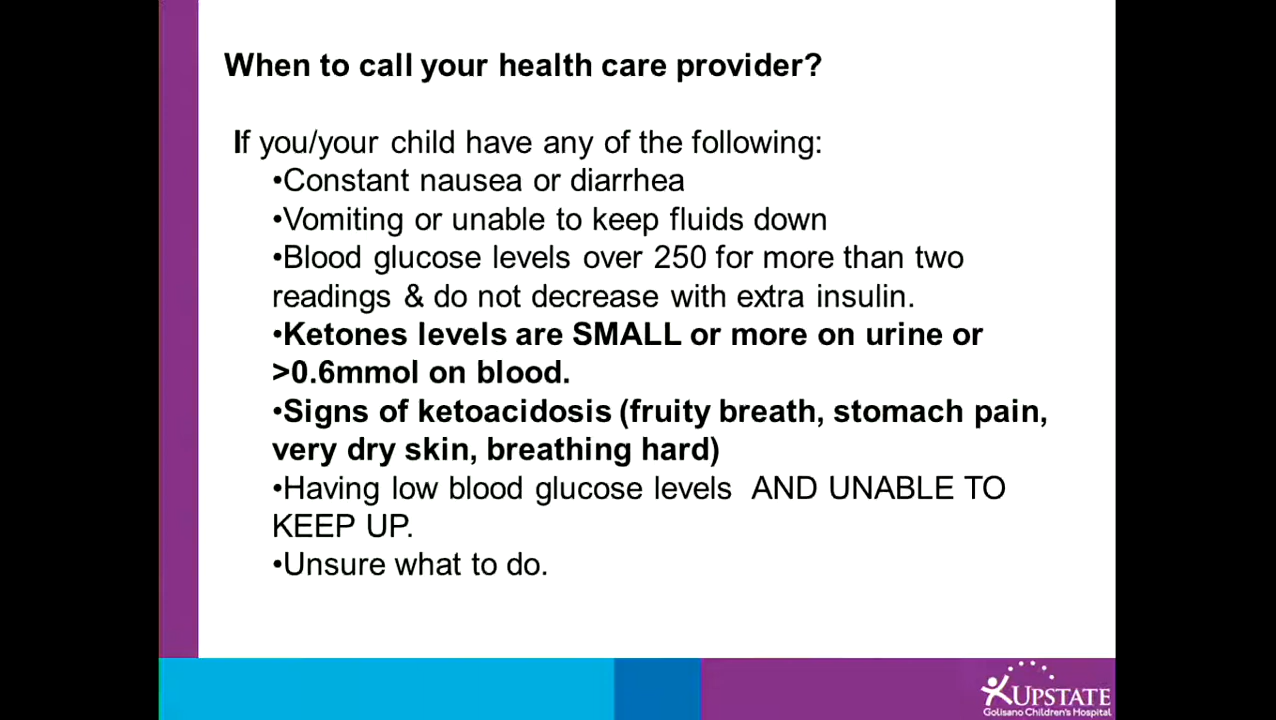 When to call your health care provider?
If you/your child have any of the following:
•Constant nausea or diarrhea
•Vomiting or unable to keep fluids down
•Blood glucose levels over 250 for more than two
readings & do not decrease with extra insulin.
•Ketones levels are SMALL or more on urine or
>0.6mmol on blood.
•Signs of ketoacidosis (fruity breath, stomach pain,
very dry skin, breathing hard)
•Having low blood glucose levels  AND UNABLE TO
KEEP UP.
•Unsure what to do.
UPSTATE
Golisano Children's Hospital